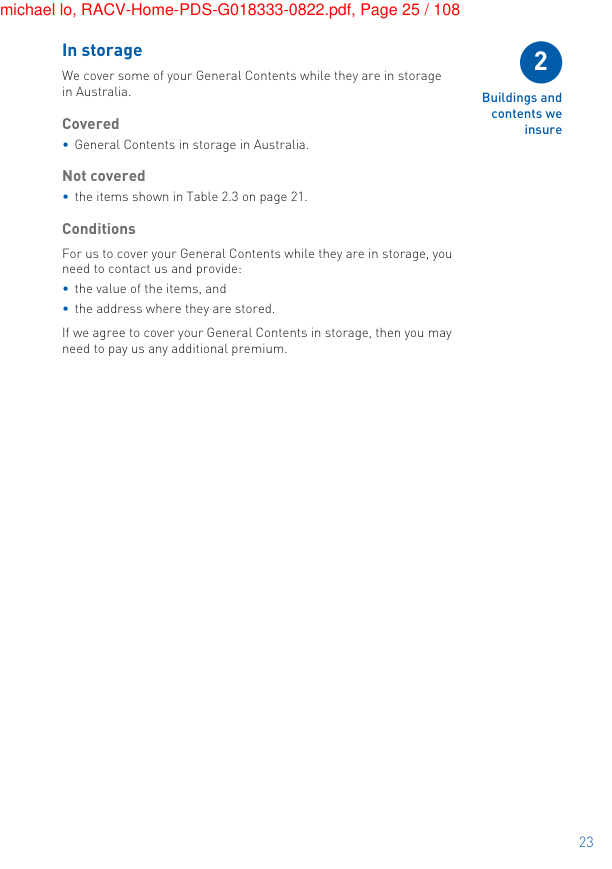 michael lo, RACV-Home-PDS-G018333-0822.pdf, Page 25 / 108
In storage
We cover some of your General Contents while they are in storage
in Australia.
Covered
• General Contents in storage in Australia.
Not covered
• the items shown in Table 2.3 on page 21.
Conditions
For us to cover your General Contents while they are in storage, you
need to contact us and provide:
• the value of the items, and
• the address where they are stored.
If we agree to cover your General Contents in storage, then you may
need to pay us any additional premium.
2
Buildings and
contents we
insure
23